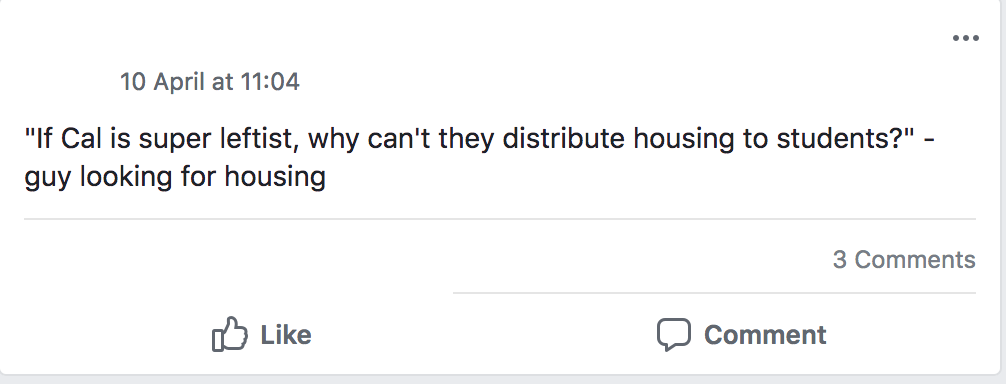 10 April at 11:04
"If Cal is super leftist, why can't they distribute housing to students?" -
guy looking for housing
3 Comments
Like
Comment